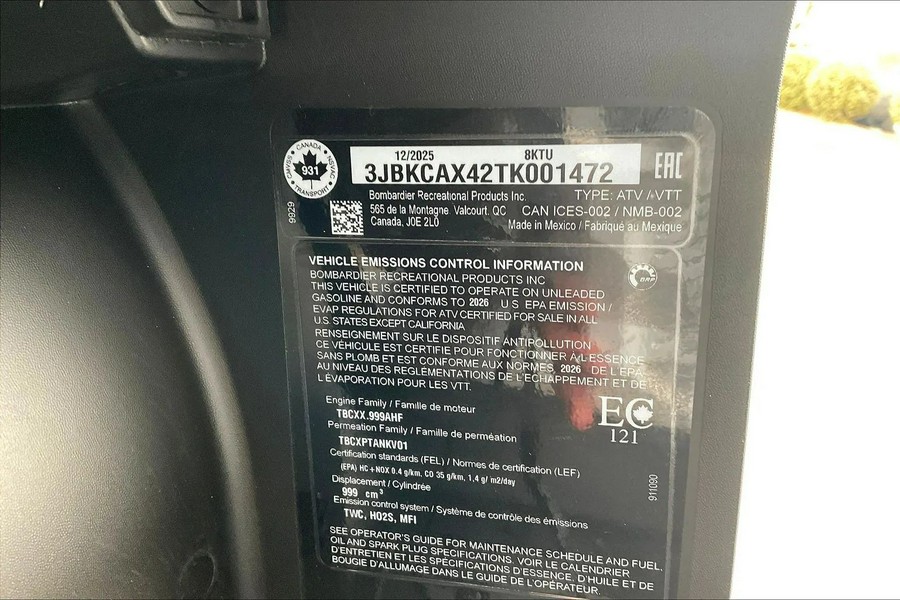 CANADA
CMVSS NSVAC
931
TRANSPORT
12/2025 8KTU
3JBKCAX42TK001472
EAC
9929
Bombardier Recreational Products Inc.
565 de la Montagne, Valcourt, QC
Canada, J0E 2L0
TYPE: ATV / VTT
CAN ICES-002 / NMB-002
Made in Mexico / Fabriqué au Mexique
VEHICLE EMISSIONS CONTROL INFORMATION
BOMBARDIER RECREATIONAL PRODUCTS INC
THIS VEHICLE IS CERTIFIED TO OPERATE ON UNLEADED
GASOLINE AND CONFORMS TO 2026 U.S EPA EMISSION /
EVAP REGULATIONS FOR ATV CERTIFIED FOR SALE IN ALL
U.S. STATES EXCEPT CALIFORNIA
RENSEIGNEMENT SUR LE DISPOSITIF ANTIPOLLUTION
CE VÉHICULE EST CERTIFIE POUR FONCTIONNER À L'ESSENCE
SANS PLOMB ET EST CONFORME AUX NORMES 2026 DE L'EPA
AU NIVEAU DES REGLEMENTATIONS DE L'ÉCHAPPEMENT ET DE
L'ÉVAPORATION POUR LES VTT.
BRP
Engine Family / Famille de moteur
TBCXX.999AHF
Permeation Family / Famille de perméation
TBCXPTANKV01
Certification standards (FEL) / Normes de certification (LEF)
(EPA) HC+NOX 0.4 g/km, CO 35 g/km, 1,4 g/ m2/day
Displacement / Cylindrée
999 cm³
Emission control system / Système de contrôle des émissions
TWC, HO2S, MFI
EC
121
911090
SEE OPERATOR'S GUIDE FOR MAINTENANCE SCHEDULE AND FUEL,
OIL AND SPARK PLUG SPECIFICATIONS. VOIR LE CALENDRIER
D'ENTRETIEN ET LES SPÉCIFICATIONS D'ESSENCE, D'HUILE ET DE
BOUGIE D'ALLUMAGE DANS LE GUIDE DE L'OPÉRATEUR.